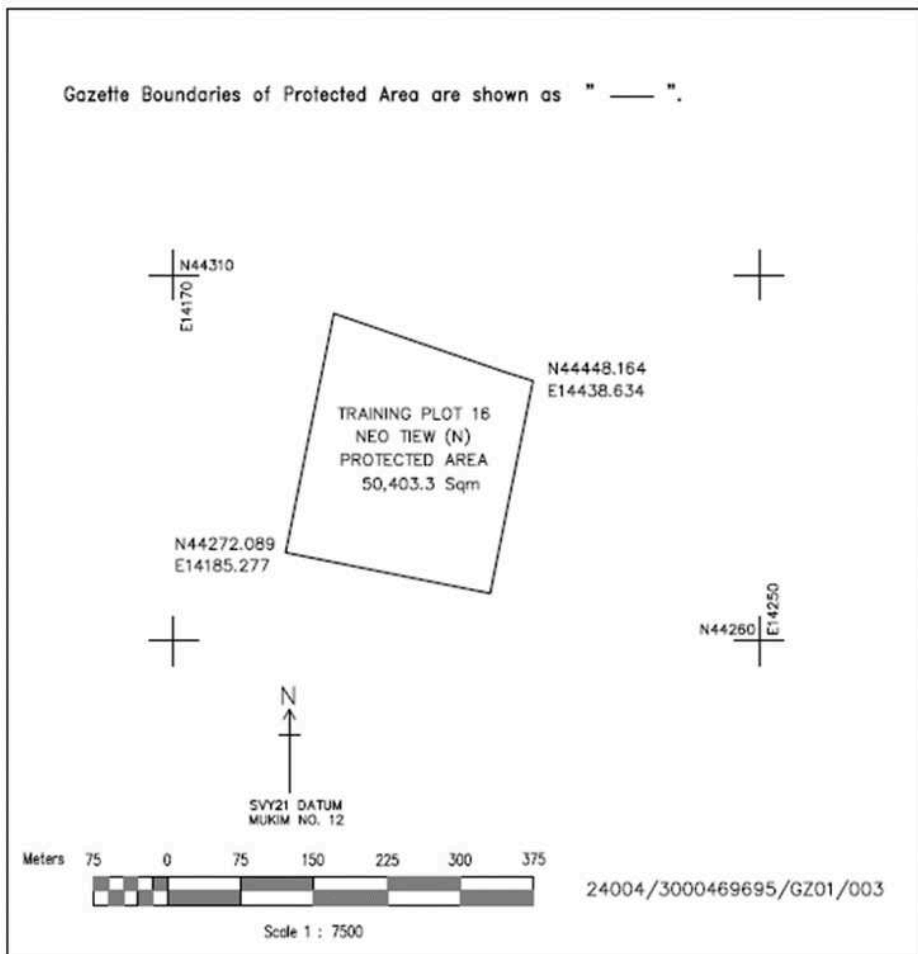 Gazette Boundaries of Protected Area are shown as " —— ".
N44310
E14170
N44448.164
E14438.634
TRAINING PLOT 16
NEO TIEW (N)
PROTECTED AREA
50,403.3 Sqm
N44272.089
E14185.277
N44260
E14250
N
SVY21 DATUM
MUKIM NO. 12
Meters 75 0 75 150 225 300 375
Scale 1 : 7500
24004/3000469695/GZ01/003